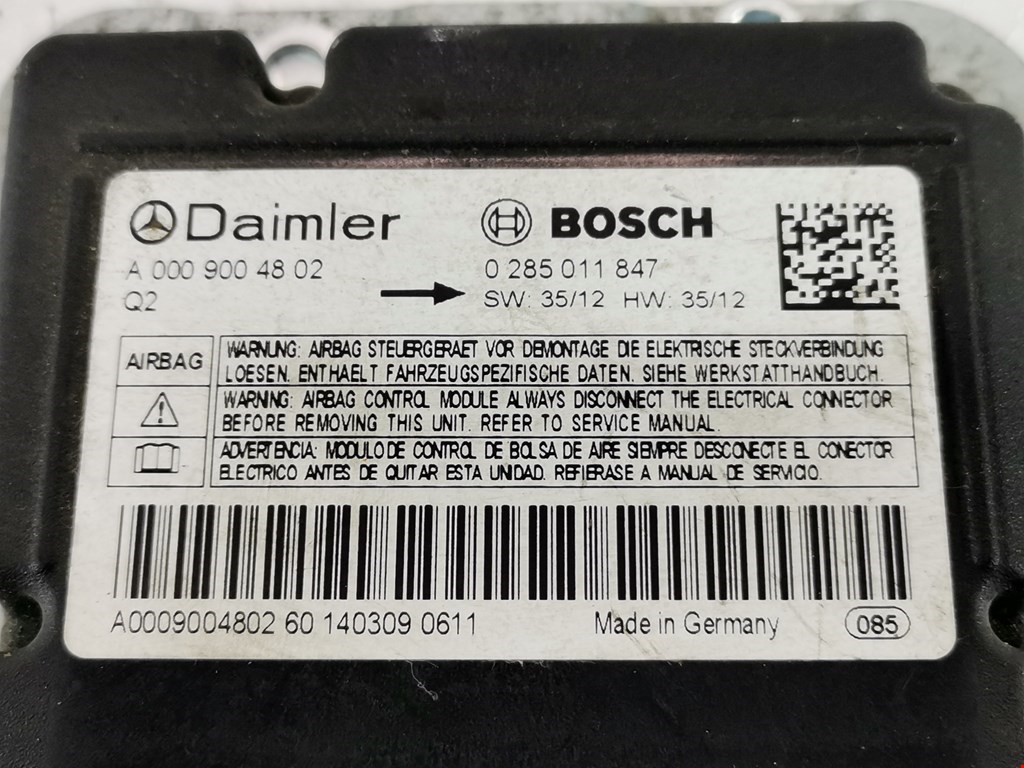 Daimler
A 000 900 48 02
Q2
BOSCH
0 285 011 847
SW: 35/12 HW: 35/12
AIRBAG
WARNUNG: AIRBAG STEUERGERAET VOR DEMONTAGE DIE ELEKTRISCHE STECKVERBINDUNG
LOESEN. ENTHAELT FAHRZEUGSPEZIFISCHE DATEN. SIEHE WERKSTATTHANDBUCH.
WARNING: AIRBAG CONTROL MODULE ALWAYS DISCONNECT THE ELECTRICAL CONNECTOR
BEFORE REMOVING THIS UNIT. REFER TO SERVICE MANUAL.
ADVERTENCIA: MODULO DE CONTROL DE BOLSA DE AIRE SIEMPRE DESCONECTE EL CONECTOR
ELECTRICO ANTES DE QUITAR ESTA UNIDAD. REFIERASE A MANUAL DE SERVICIO.
A0009004802 60 140309 0611
Made in Germany
085